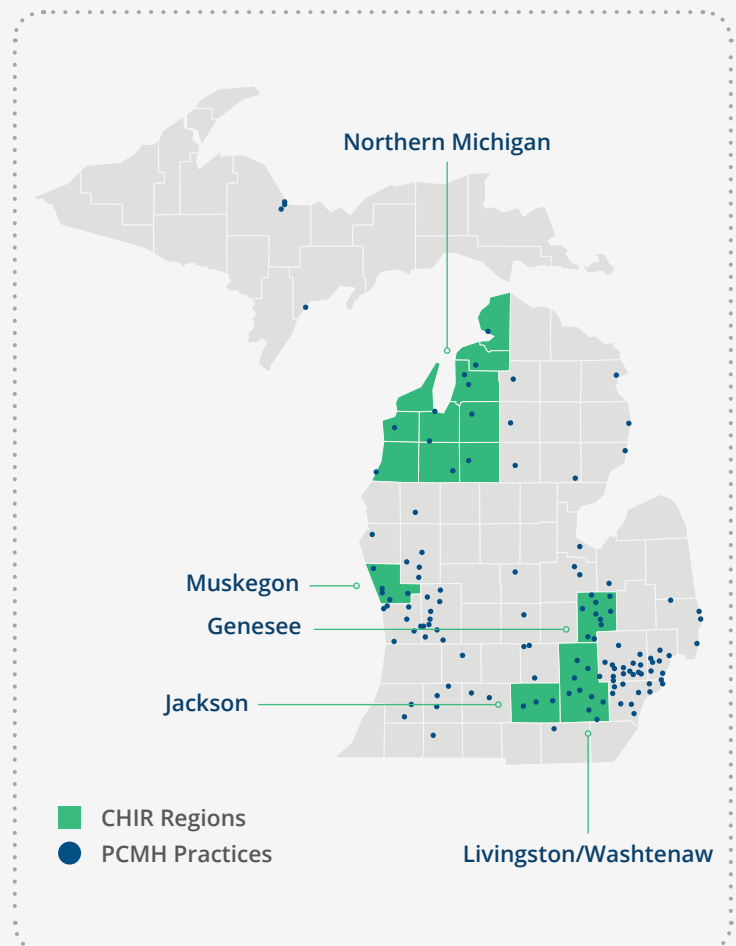 Northern Michigan
Muskegon
Genesee
Jackson
Livingston/Washtenaw
CHIR Regions
PCMH Practices